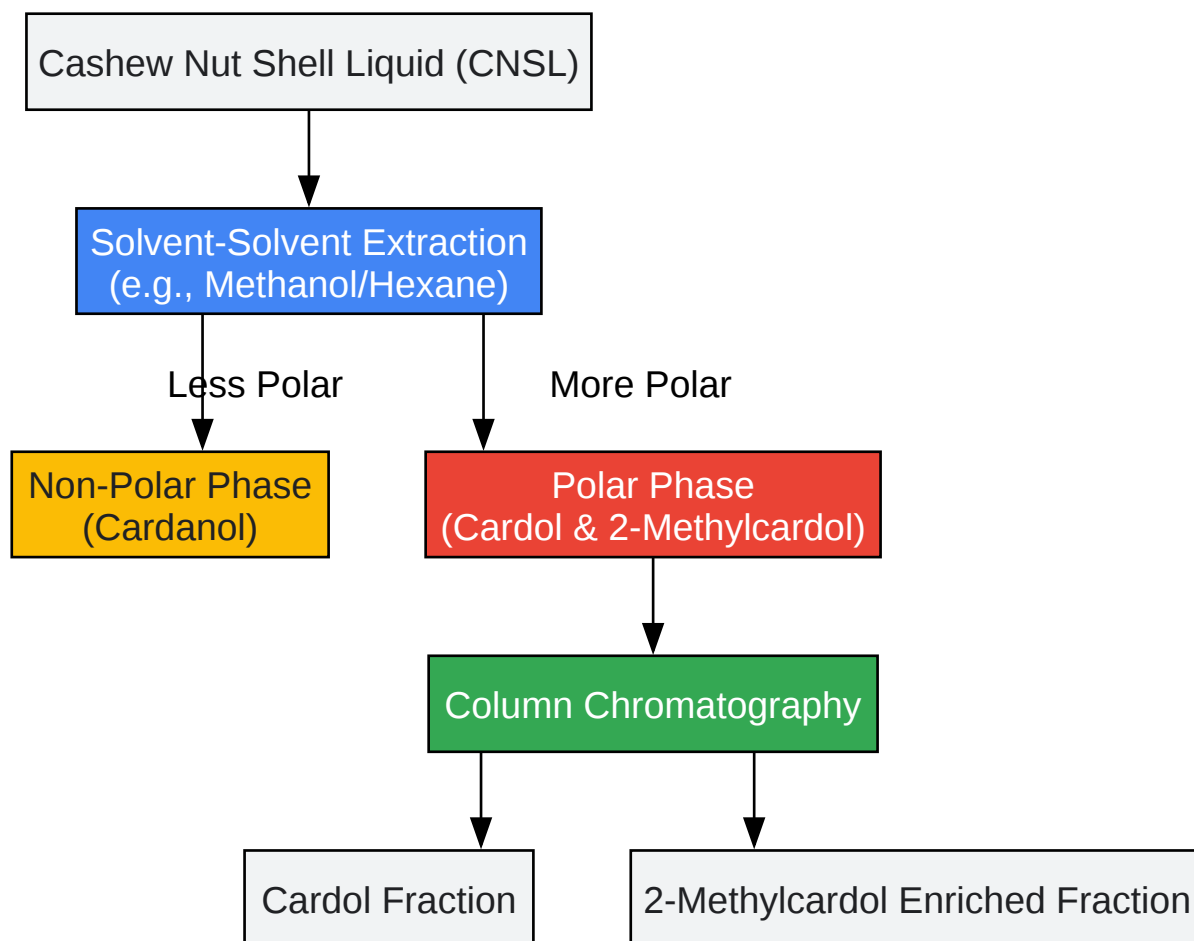 Cashew Nut Shell Liquid (CNSL)
Solvent-Solvent Extraction
(e.g., Methanol/Hexane)
Less Polar
More Polar
Non-Polar Phase
(Cardanol)
Polar Phase
(Cardol & 2-Methylcardol)
Column Chromatography
Cardol Fraction
2-Methylcardol Enriched Fraction